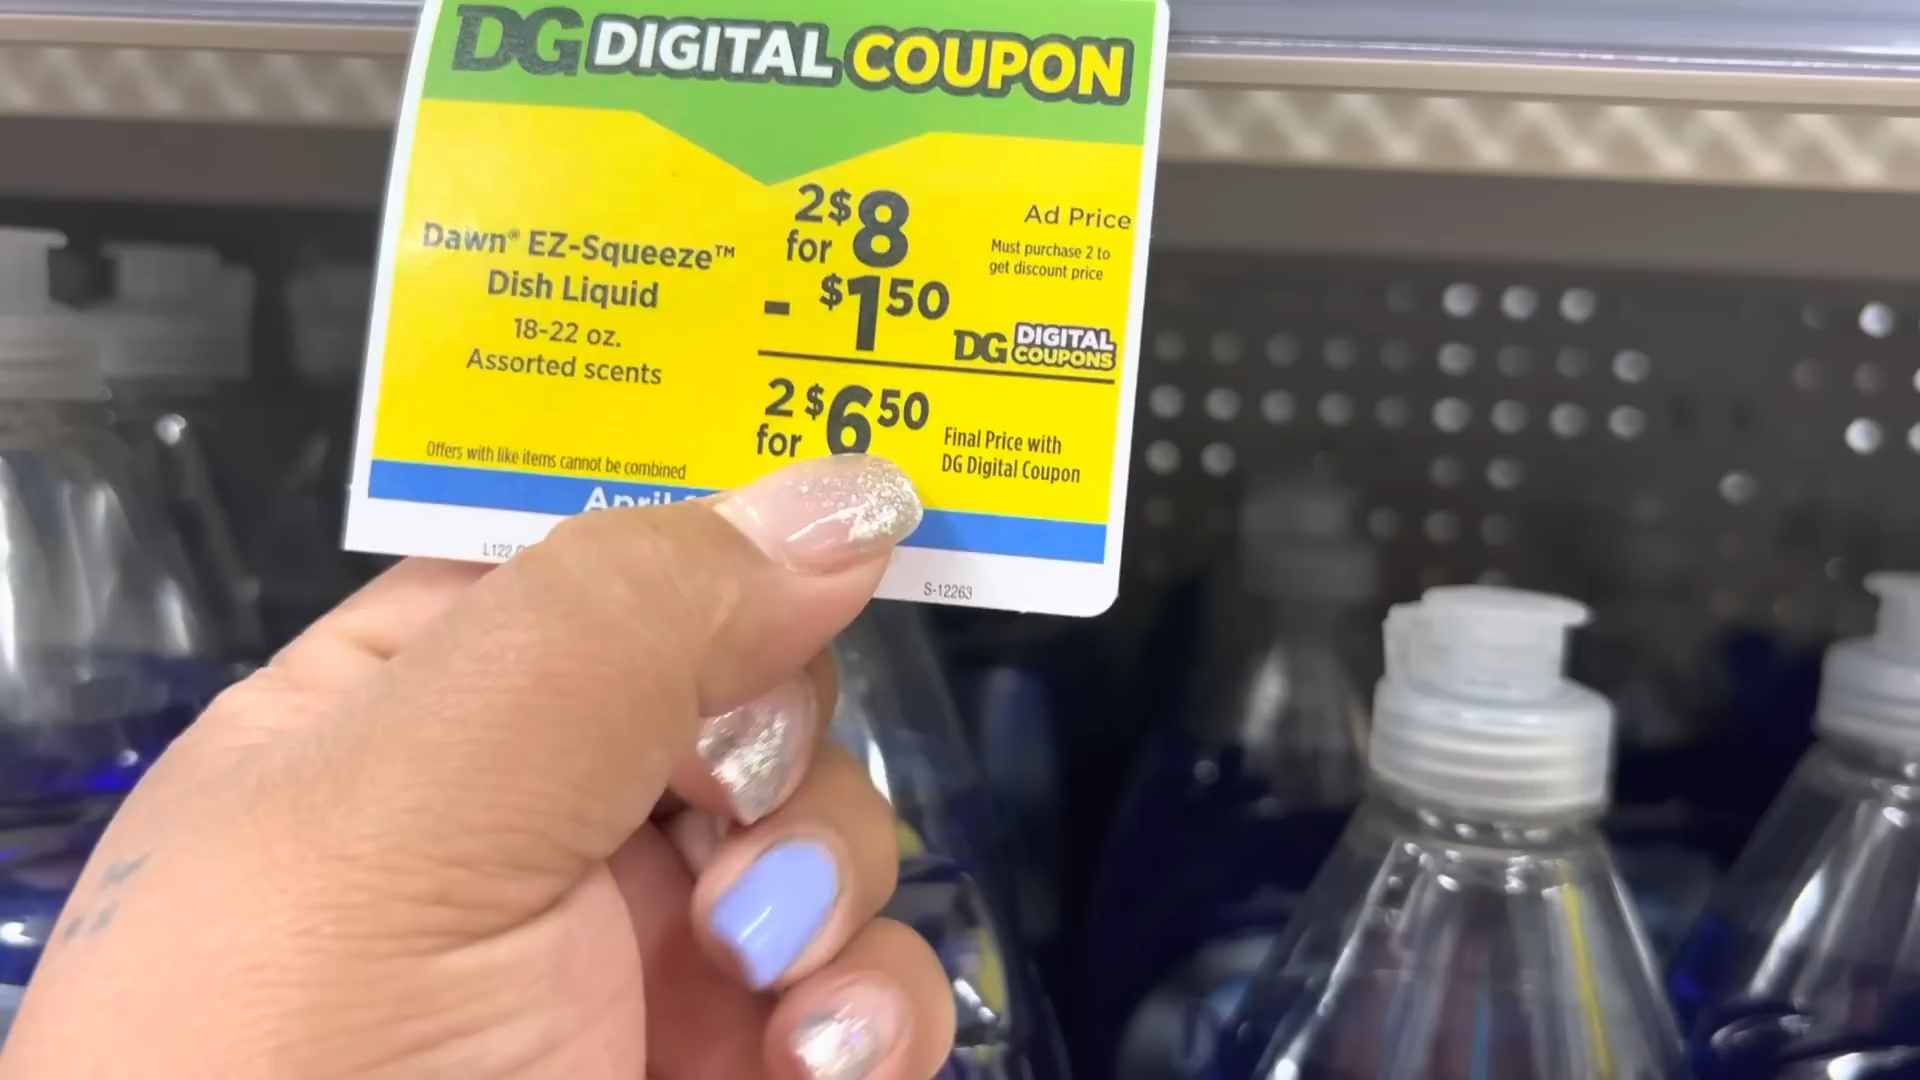 DG DIGITAL COUPON
Dawn® EZ-Squeeze™
Dish Liquid
18-22 oz.
Assorted scents
Offers with like items cannot be combined
2 for $8
Ad Price
Must purchase 2 to
get discount price
- $1.50
DG DIGITAL COUPONS
2 for $6.50
Final Price with
DG Digital Coupon
April
S-12263